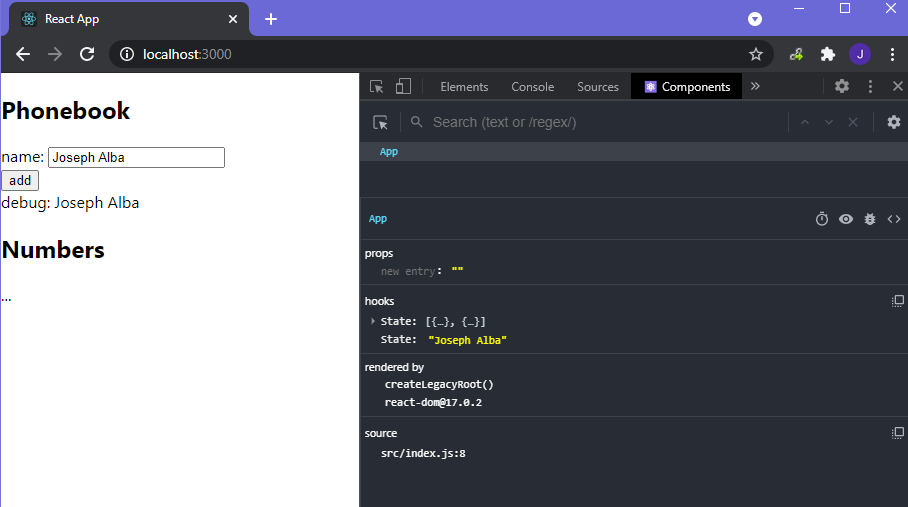 React App
localhost:3000
J
Phonebook
name: Joseph Alba
add
debug: Joseph Alba
Numbers
...
Elements Console Sources Components »
Search (text or /regex/)
App
App
props
new entry: ""
hooks
State: [{…}, {…}]
State: "Joseph Alba"
rendered by
createLegacyRoot()
react-dom@17.0.2
source
src/index.js:8